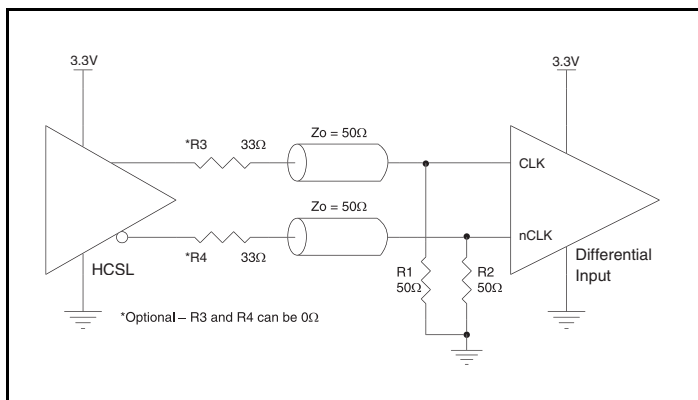 3.3V
3.3V
*R3
33Ω
Zo = 50Ω
CLK
Zo = 50Ω
nCLK
*R4
33Ω
HCSL
R1
50Ω
R2
50Ω
Differential
Input
*Optional – R3 and R4 can be 0Ω